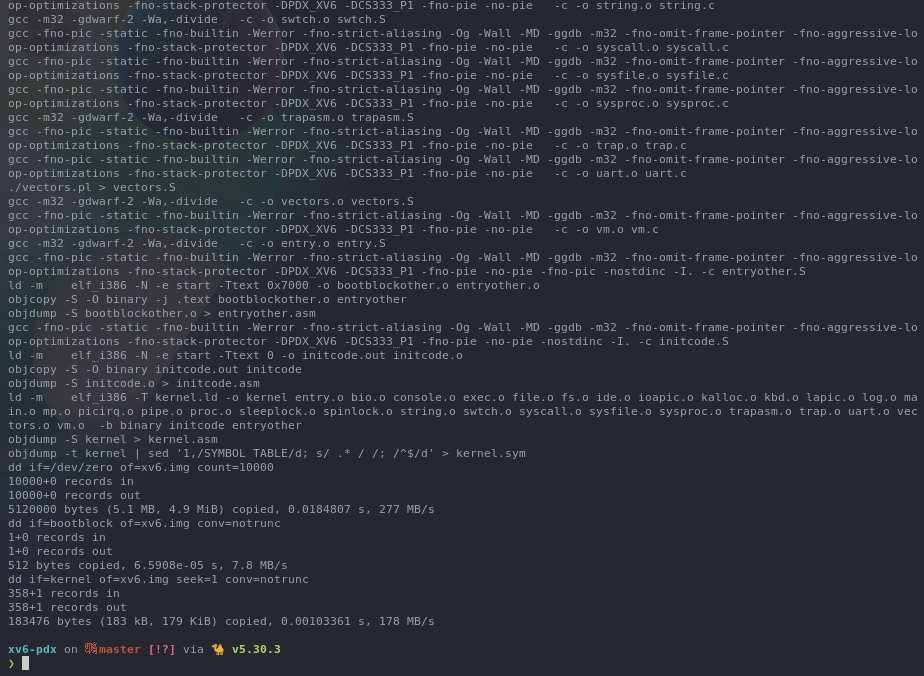 op-optimizations -fno-stack-protector -DPDX_XV6 -DCS333_P1 -fno-pie -no-pie   -c -o string.o string.c
gcc -m32 -gdwarf-2 -Wa,-divide   -c -o swtch.o swtch.S
gcc -fno-pic -static -fno-builtin -Werror -fno-strict-aliasing -Og -Wall -MD -ggdb -m32 -fno-omit-frame-pointer -fno-aggressive-lo
op-optimizations -fno-stack-protector -DPDX_XV6 -DCS333_P1 -fno-pie -no-pie   -c -o syscall.o syscall.c
gcc -fno-pic -static -fno-builtin -Werror -fno-strict-aliasing -Og -Wall -MD -ggdb -m32 -fno-omit-frame-pointer -fno-aggressive-lo
op-optimizations -fno-stack-protector -DPDX_XV6 -DCS333_P1 -fno-pie -no-pie   -c -o sysfile.o sysfile.c
gcc -fno-pic -static -fno-builtin -Werror -fno-strict-aliasing -Og -Wall -MD -ggdb -m32 -fno-omit-frame-pointer -fno-aggressive-lo
op-optimizations -fno-stack-protector -DPDX_XV6 -DCS333_P1 -fno-pie -no-pie   -c -o sysproc.o sysproc.c
gcc -m32 -gdwarf-2 -Wa,-divide   -c -o trapasm.o trapasm.S
gcc -fno-pic -static -fno-builtin -Werror -fno-strict-aliasing -Og -Wall -MD -ggdb -m32 -fno-omit-frame-pointer -fno-aggressive-lo
op-optimizations -fno-stack-protector -DPDX_XV6 -DCS333_P1 -fno-pie -no-pie   -c -o trap.o trap.c
gcc -fno-pic -static -fno-builtin -Werror -fno-strict-aliasing -Og -Wall -MD -ggdb -m32 -fno-omit-frame-pointer -fno-aggressive-lo
op-optimizations -fno-stack-protector -DPDX_XV6 -DCS333_P1 -fno-pie -no-pie   -c -o uart.o uart.c
./vectors.pl > vectors.S
gcc -m32 -gdwarf-2 -Wa,-divide   -c -o vectors.o vectors.S
gcc -fno-pic -static -fno-builtin -Werror -fno-strict-aliasing -Og -Wall -MD -ggdb -m32 -fno-omit-frame-pointer -fno-aggressive-lo
op-optimizations -fno-stack-protector -DPDX_XV6 -DCS333_P1 -fno-pie -no-pie   -c -o vm.o vm.c
gcc -m32 -gdwarf-2 -Wa,-divide   -c -o entry.o entry.S
gcc -fno-pic -static -fno-builtin -Werror -fno-strict-aliasing -Og -Wall -MD -ggdb -m32 -fno-omit-frame-pointer -fno-aggressive-lo
op-optimizations -fno-stack-protector -DPDX_XV6 -DCS333_P1 -fno-pie -no-pie -fno-pic -nostdinc -I. -c entryother.S
ld -m    elf_i386 -N -e start -Ttext 0x7000 -o bootblockother.o entryother.o
objcopy -S -O binary -j .text bootblockother.o entryother
objdump -S bootblockother.o > entryother.asm
gcc -fno-pic -static -fno-builtin -Werror -fno-strict-aliasing -Og -Wall -MD -ggdb -m32 -fno-omit-frame-pointer -fno-aggressive-lo
op-optimizations -fno-stack-protector -DPDX_XV6 -DCS333_P1 -fno-pie -no-pie -nostdinc -I. -c initcode.S
ld -m    elf_i386 -N -e start -Ttext 0 -o initcode.out initcode.o
objcopy -S -O binary initcode.out initcode
objdump -S initcode.o > initcode.asm
ld -m    elf_i386 -T kernel.ld -o kernel entry.o bio.o console.o exec.o file.o fs.o ide.o ioapic.o kalloc.o kbd.o lapic.o log.o ma
in.o mp.o picirq.o pipe.o proc.o sleeplock.o spinlock.o string.o swtch.o syscall.o sysfile.o sysproc.o trapasm.o trap.o uart.o vec
tors.o vm.o  -b binary initcode entryother
objdump -S kernel > kernel.asm
objdump -t kernel | sed '1,/SYMBOL TABLE/d; s/ .* / /; /^$/d' > kernel.sym
dd if=/dev/zero of=xv6.img count=10000
10000+0 records in
10000+0 records out
5120000 bytes (5.1 MB, 4.9 MiB) copied, 0.0184807 s, 277 MB/s
dd if=bootblock of=xv6.img conv=notrunc
1+0 records in
1+0 records out
512 bytes copied, 6.5908e-05 s, 7.8 MB/s
dd if=kernel of=xv6.img seek=1 conv=notrunc
358+1 records in
358+1 records out
183476 bytes (183 kB, 179 KiB) copied, 0.00103361 s, 178 MB/s
xv6-pdx on master [!?] via 🐪 v5.30.3
❯